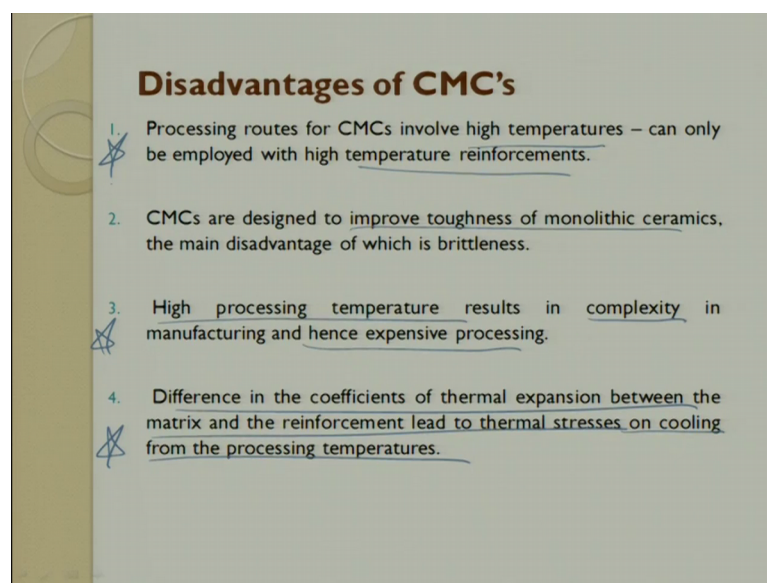 Disadvantages of CMC's
1. Processing routes for CMCs involve high temperatures – can only
be employed with high temperature reinforcements.
2. CMCs are designed to improve toughness of monolithic ceramics,
the main disadvantage of which is brittleness.
3. High processing temperature results in complexity in
manufacturing and hence expensive processing.
4. Difference in the coefficients of thermal expansion between the
matrix and the reinforcement lead to thermal stresses on cooling
from the processing temperatures.